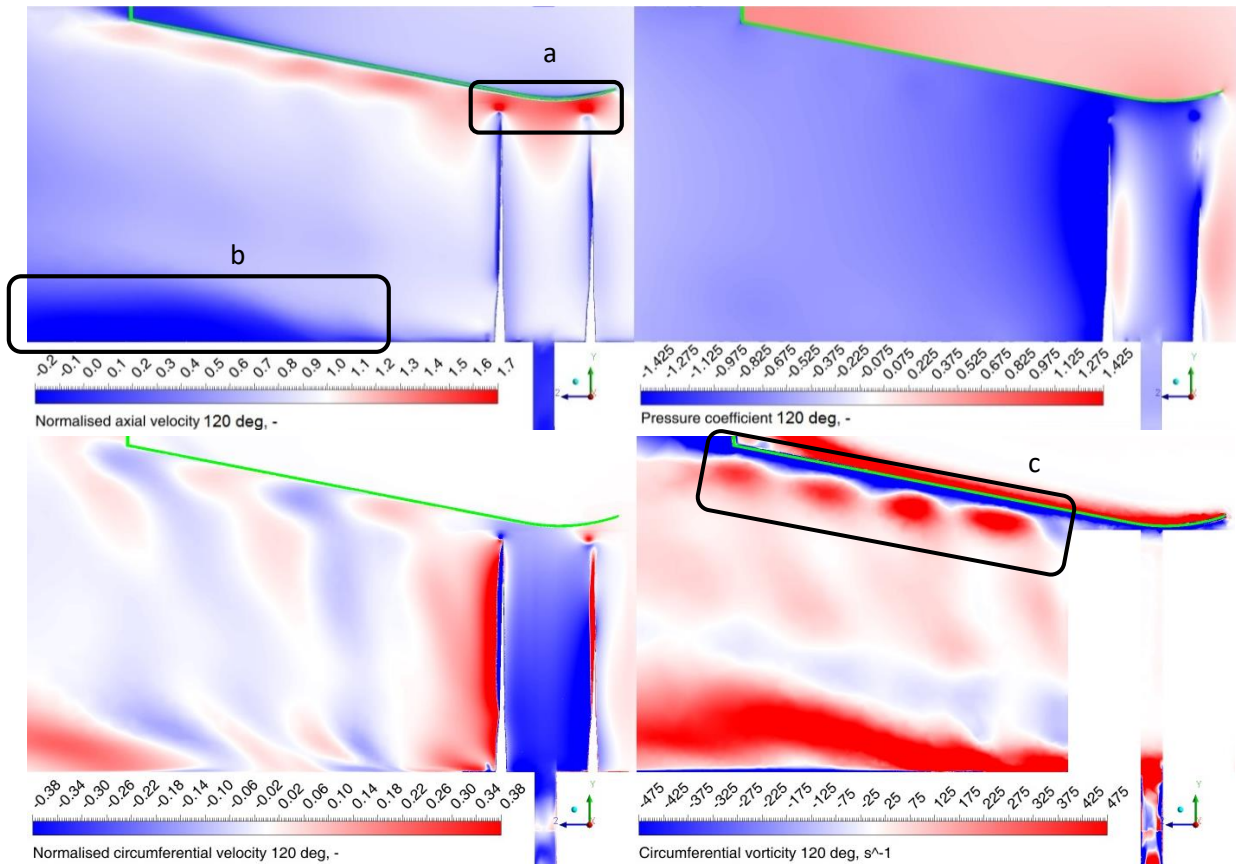 a
b
-0.2 -0.1 0.0 0.1 0.2 0.3 0.4 0.5 0.6 0.7 0.8 0.9 1.0 1.1 1.2 1.3 1.4 1.5 1.6 1.7
Normalised axial velocity 120 deg, -
Y
Z X
-1.425 -1.275 -1.125 -0.975 -0.825 -0.675 -0.525 -0.375 -0.225 -0.075 0.075 0.225 0.375 0.525 0.675 0.825 0.975 1.125 1.275 1.425
Pressure coefficient 120 deg, -
Y
Z X
-0.38 -0.34 -0.30 -0.26 -0.22 -0.18 -0.14 -0.10 -0.06 -0.02 0.02 0.06 0.10 0.14 0.18 0.22 0.26 0.30 0.34 0.38
Normalised circumferential velocity 120 deg, -
Y
Z X
c
-475 -425 -375 -325 -275 -225 -175 -125 -75 -25 25 75 125 175 225 275 325 375 425 475
Circumferential vorticity 120 deg, s^-1
Y
Z X